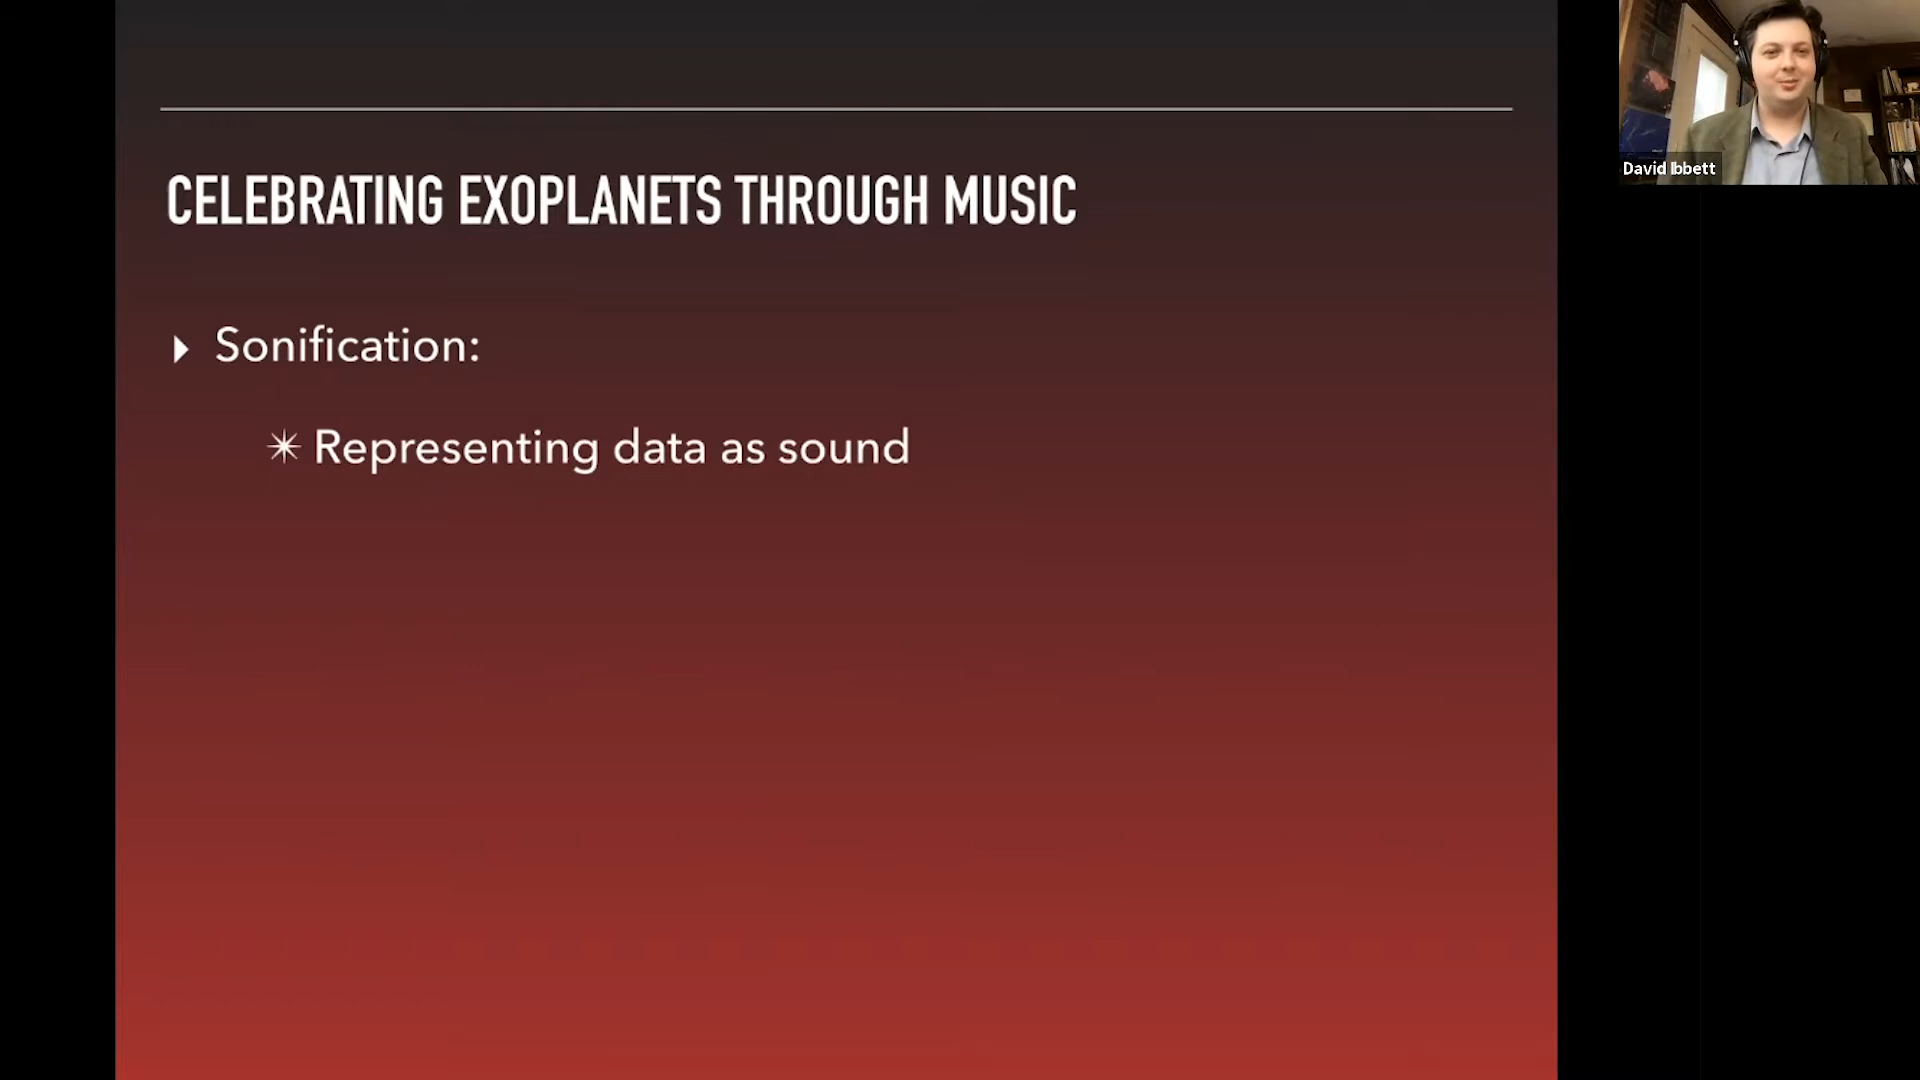 CELEBRATING EXOPLANETS THROUGH MUSIC
Sonification:
✴ Representing data as sound
David Ibbett